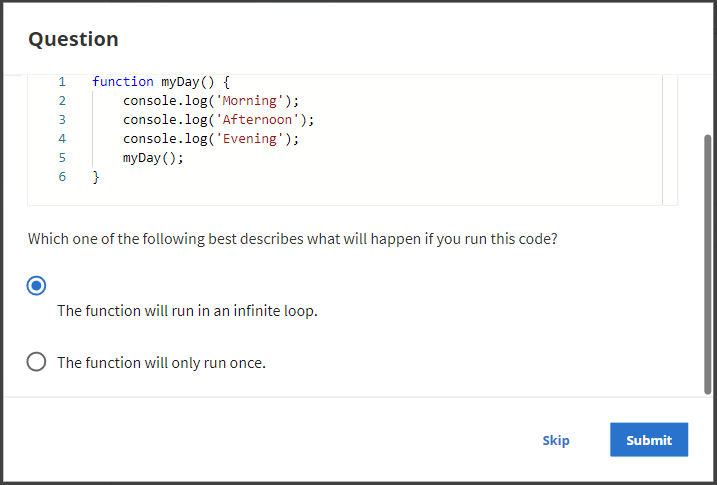 Question
1 function myDay() {
2 console.log('Morning');
3 console.log('Afternoon');
4 console.log('Evening');
5 myDay();
6 }
Which one of the following best describes what will happen if you run this code?
The function will run in an infinite loop.
The function will only run once.
Skip Submit